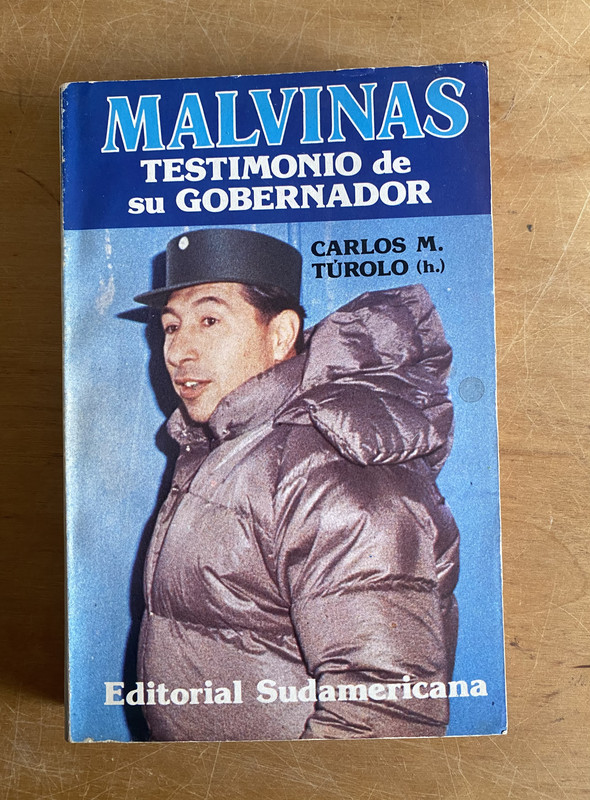 MALVINAS
TESTIMONIO de
su GOBERNADOR
CARLOS M.
TÚROLO (h.)
Editorial Sudamericana